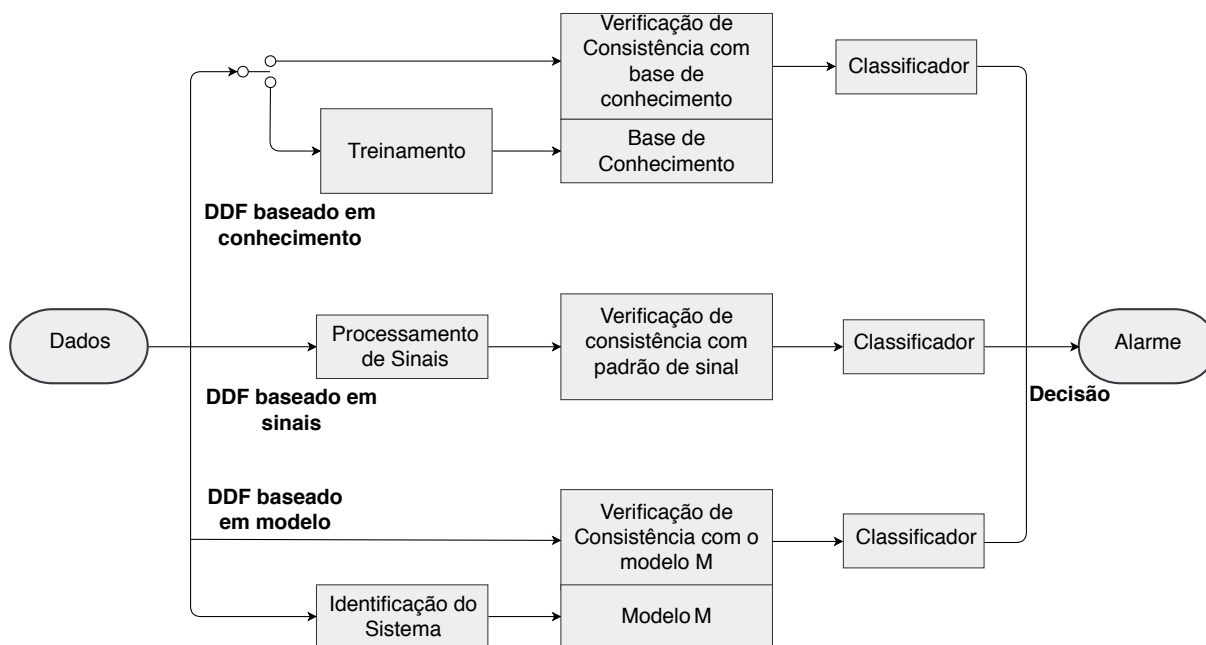 Verificação de
Consistência com
base de
conhecimento
Classificador
Treinamento
Base de
Conhecimento
DDF baseado em
conhecimento
Dados
Processamento
de Sinais
Verificação de
consistência com
padrão de sinal
Classificador
Alarme
DDF baseado em
sinais
Decisão
DDF baseado
em modelo
Verificação de
Consistência com o
modelo M
Classificador
Identificação do
Sistema
Modelo M